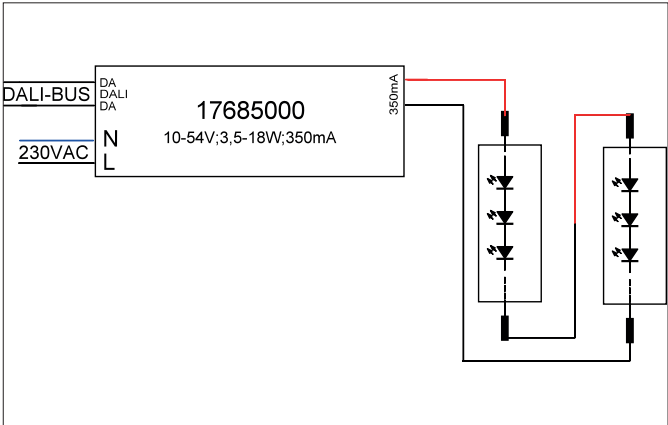 DA
DALI-BUS
DALI
DA
17685000
10-54V;3,5-18W;350mA
350mA
N
230VAC
L